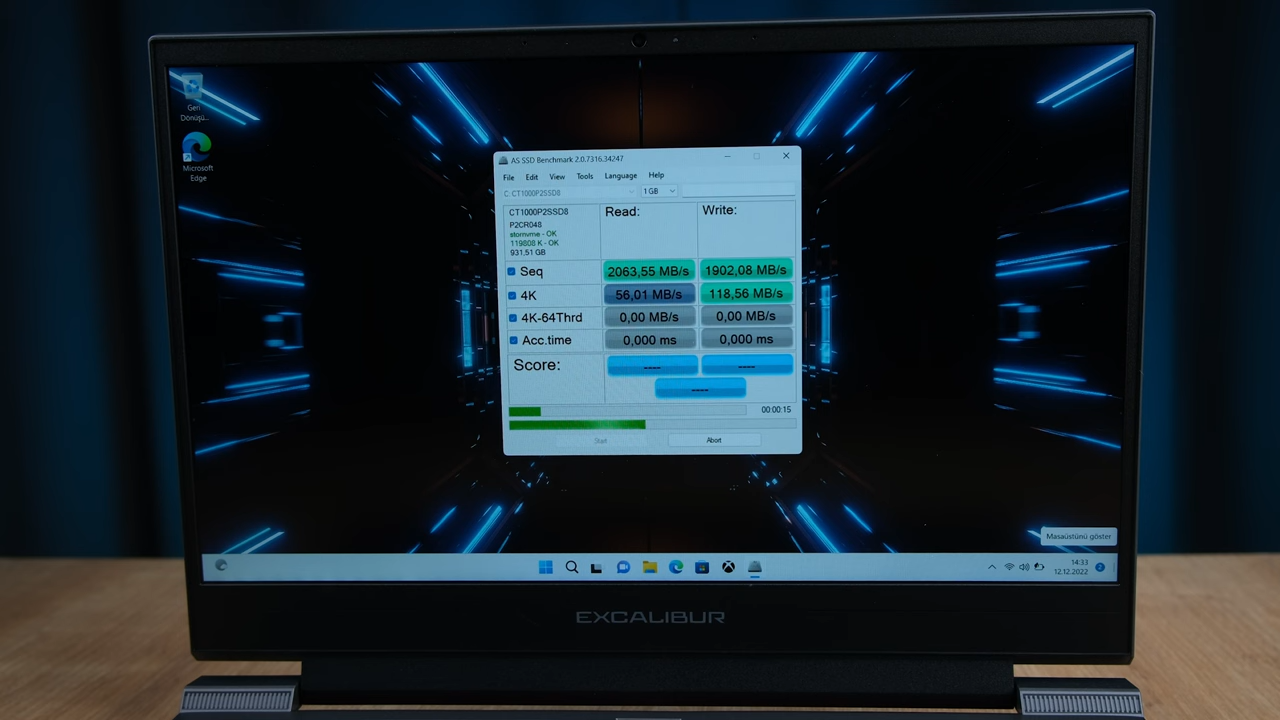 Geri
Dönüşü...
Microsoft
Edge
AS SSD Benchmark 2.0.7316.34247
File Edit View Tools Language Help
C: CT1000P2SSD8 1 GB
CT1000P2SSD8 Read: Write:
P2CR048
stornvme - OK
119808 K - OK
931,51 GB
Seq 2063,55 MB/s 1902,08 MB/s
4K 56,01 MB/s 118,56 MB/s
4K-64Thrd 0,00 MB/s 0,00 MB/s
Acc.time 0,000 ms 0,000 ms
Score: ---- ----
----
00:00:15
Start Abort
Masaüstünü göster
14:33
12.12.2022 2
EXCALIBUR